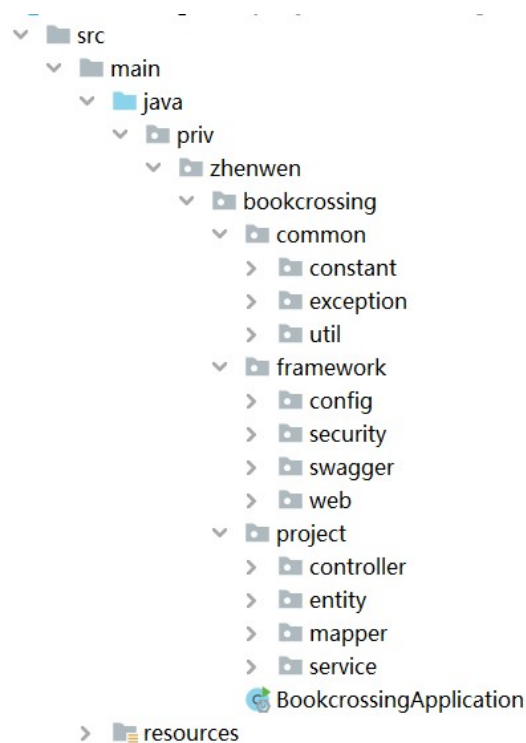 src
main
java
priv
zhenwen
bookcrossing
common
constant
exception
util
framework
config
security
swagger
web
project
controller
entity
mapper
service
BookcrossingApplication
resources